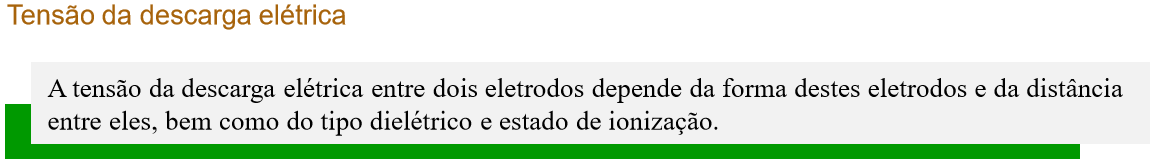 Tensão da descarga elétrica
A tensão da descarga elétrica entre dois eletrodos depende da forma destes eletrodos e da distância
entre eles, bem como do tipo dielétrico e estado de ionização.